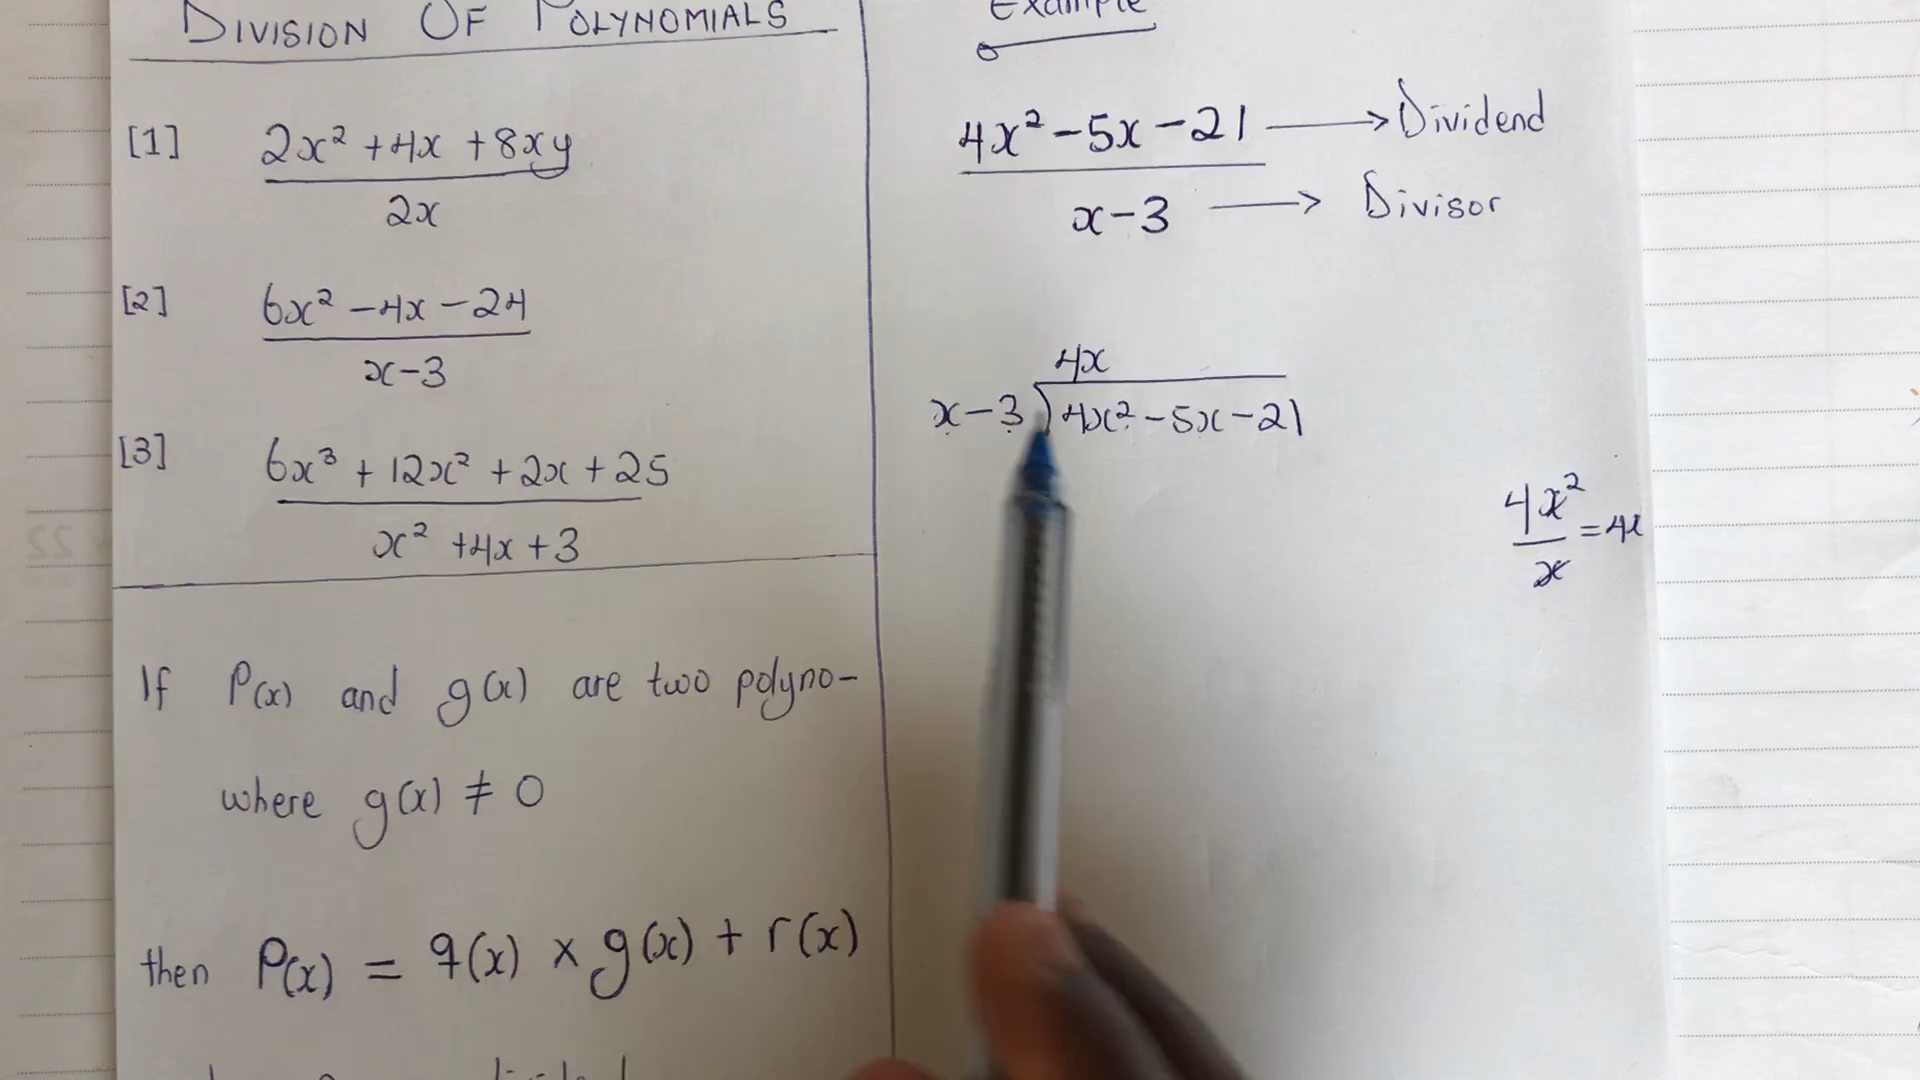 DIVISION OF POLYNOMIALS
[1] 2x² + 4x + 8xy
2x
[2] 6x² - 4x - 24
x-3
[3] 6x³ + 12x² + 2x + 25
x² + 4x + 3
If P(x) and g(x) are two polyno-
where g(x) ≠ 0
then P(x) = q(x) × g(x) + r(x)
Example
4x² - 5x - 21 → Dividend
x-3 → Divisor
4x
x-3 ) 4x² - 5x - 21
4x²
= 4x
x